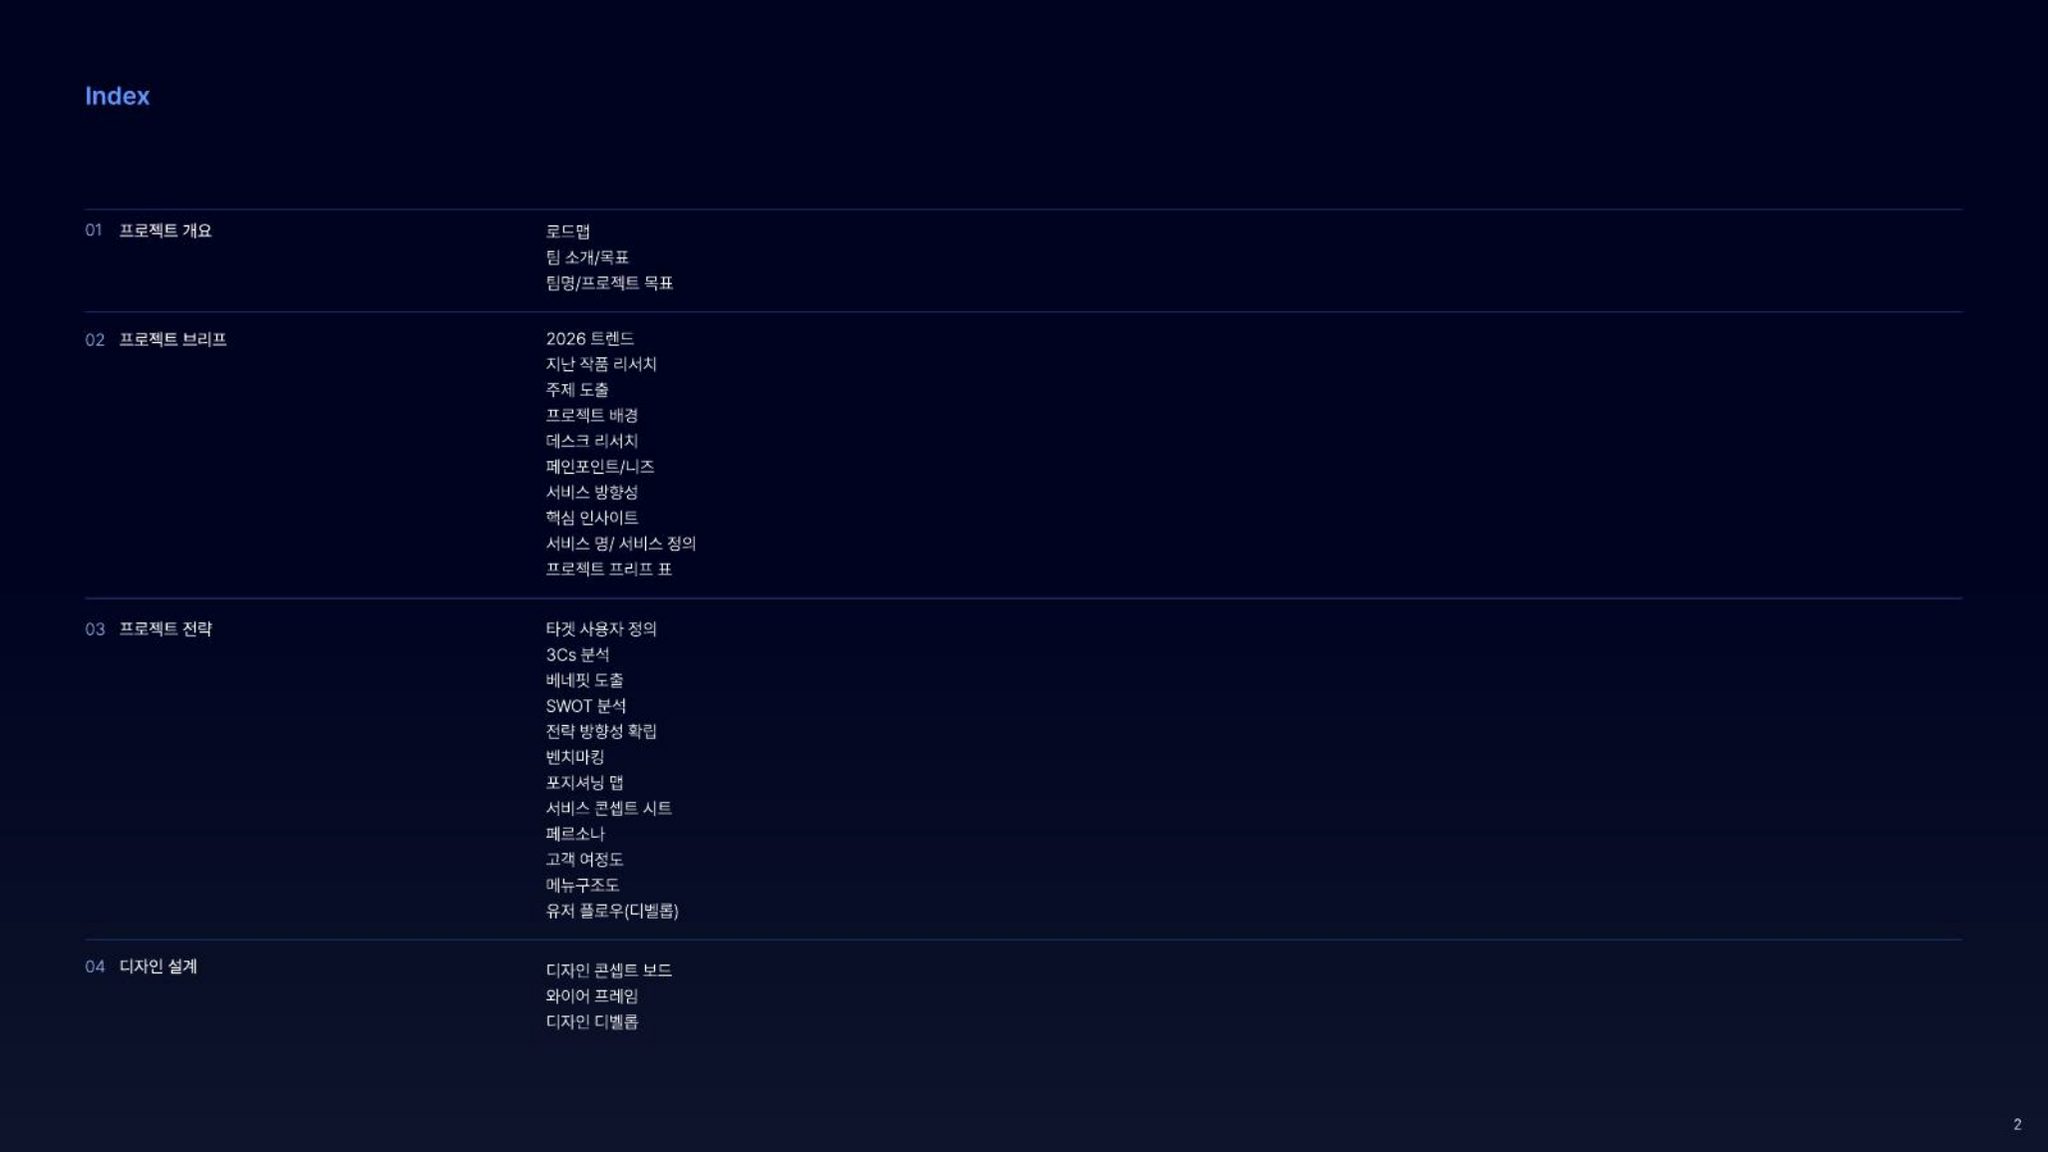 Index
01 프로젝트 개요
로드맵
팀 소개/목표
팀명/프로젝트 목표
02 프로젝트 브리프
2026 트렌드
지난 작품 리서치
주제 도출
프로젝트 배경
데스크 리서치
페인포인트/니즈
서비스 방향성
핵심 인사이트
서비스 명/ 서비스 정의
프로젝트 프리프 표
03 프로젝트 전략
타겟 사용자 정의
3Cs 분석
베네핏 도출
SWOT 분석
전략 방향성 확립
벤치마킹
포지셔닝 맵
서비스 콘셉트 시트
페르소나
고객 여정도
메뉴구조도
유저 플로우(디벨롭)
04 디자인 설계
디자인 콘셉트 보드
와이어 프레임
디자인 디벨롭
2